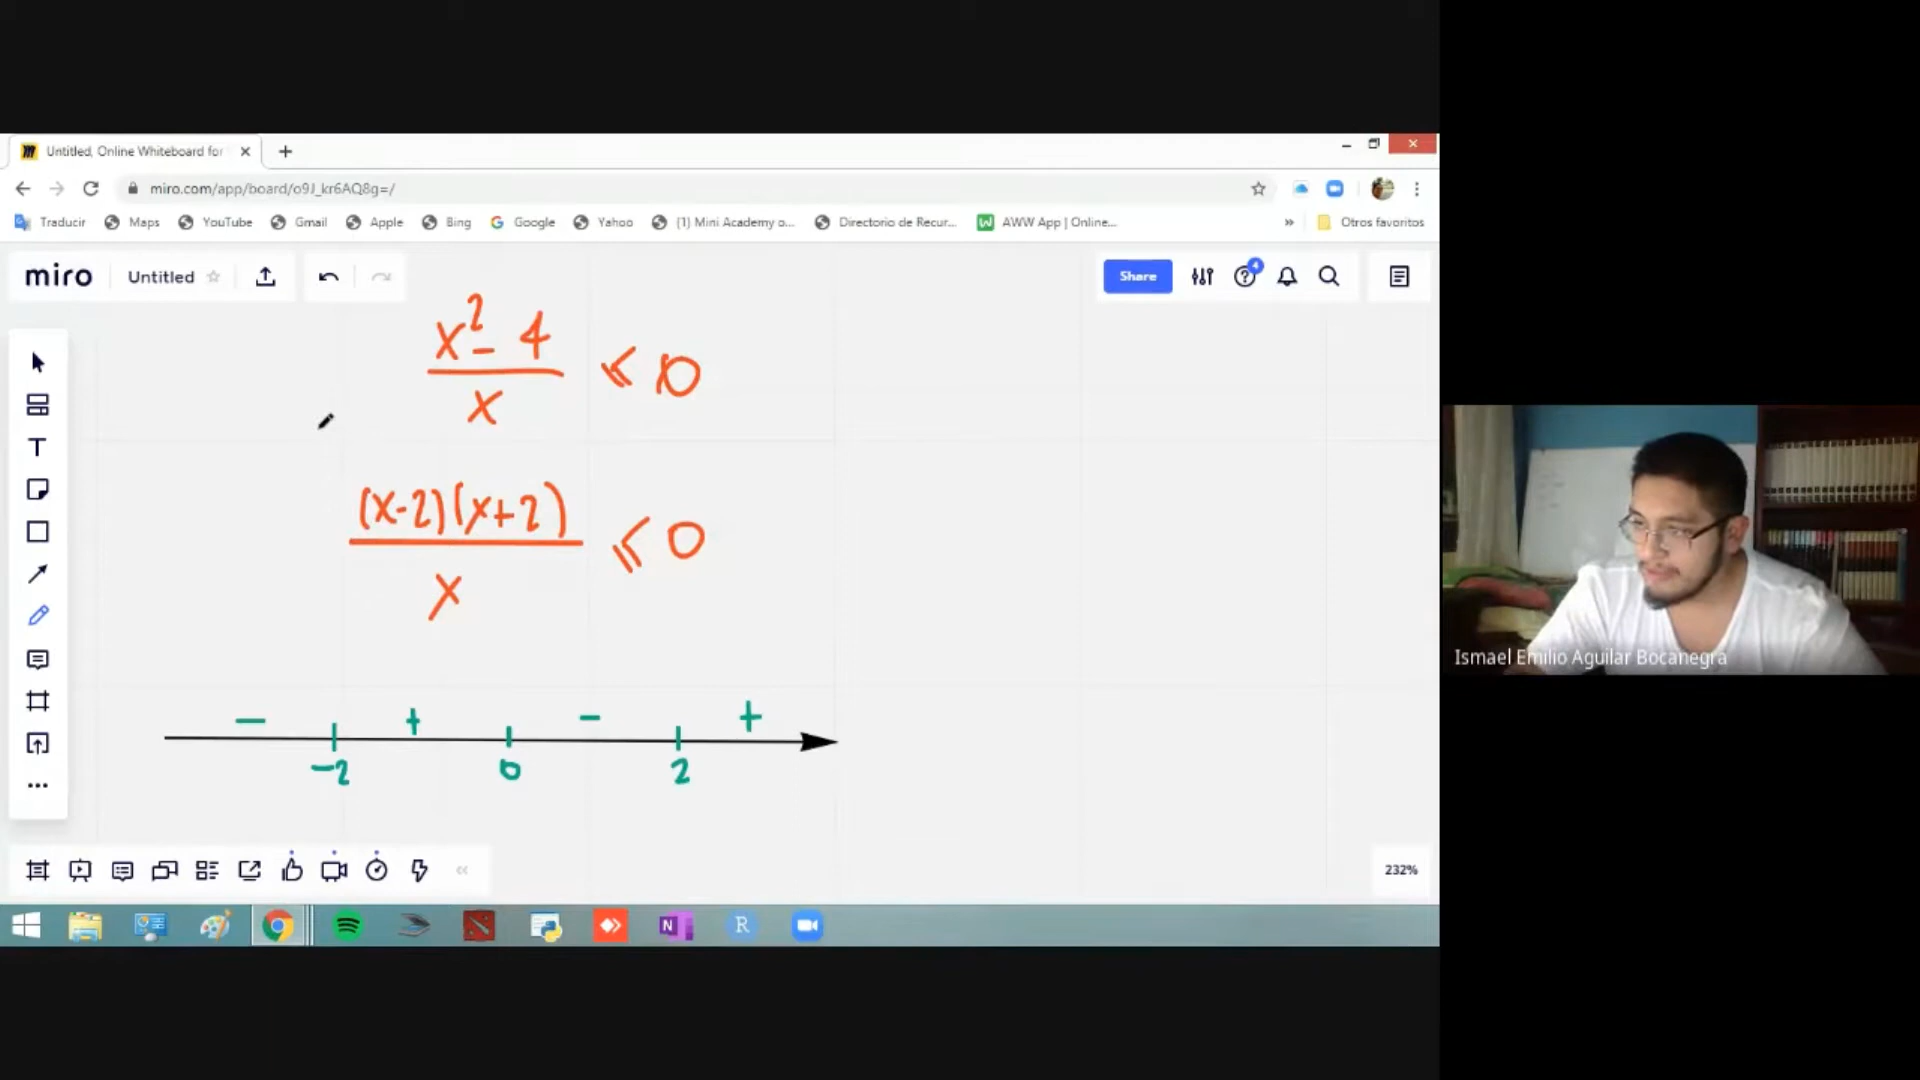 Untitled, Online Whiteboard for
miro.com/app/board/o9J_kr6AQ8g=/
Traducir Maps YouTube Gmail Apple Bing Google Yahoo (1) Mini Academy o... Directorio de Recur... AWW App | Online... » Otros favoritos
miro Untitled Share 4
x² - 4
x
≤ 0
(x-2)(x+2)
x
≤ 0
- + - +
-2 0 2
232%
Ismael Emilio Aguilar Bocanegra